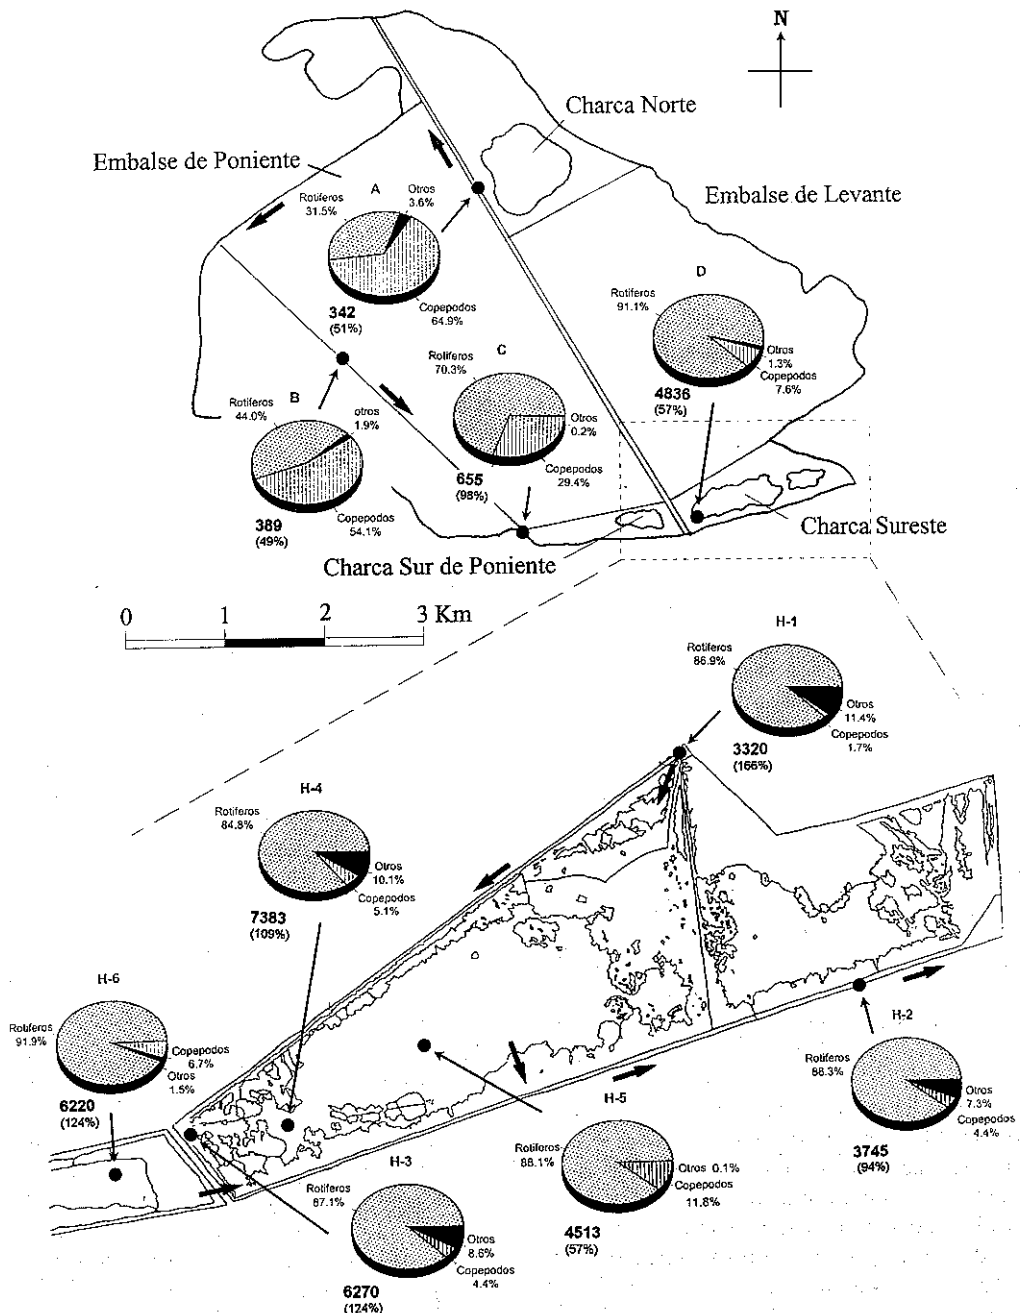 N
Charca Norte
Embalse de Poniente
Embalse de Levante
A
Rotíferos
31.5%
Otros
3.6%
Copepodos
64.9%
342
(51%)
B
Rotíferos
44.0%
otros
1.9%
Copepodos
54.1%
389
(49%)
C
Rotíferos
70.3%
Otros
0.2%
Copepodos
29.4%
655
(98%)
D
Rotíferos
91.1%
Otros
1.3%
Copepodos
7.6%
4836
(57%)
Charca Sureste
Charca Sur de Poniente
0 1 2 3 Km
H-1
Rotíferos
86.9%
Otros
11.4%
Copepodos
1.7%
3320
(166%)
H-4
Rotíferos
84.8%
Otros
10.1%
Copepodos
5.1%
7383
(109%)
H-6
Rotíferos
91.9%
Copepodos
6.7%
Otros
1.5%
6220
(124%)
H-2
Rotíferos
88.3%
Otros
7.3%
Copepodos
4.4%
3745
(94%)
H-5
Rotíferos
88.1%
Otros 0.1%
Copepodos
11.8%
4513
(57%)
H-3
Rotíferos
87.1%
Otros
8.6%
Copepodos
4.4%
6270
(124%)